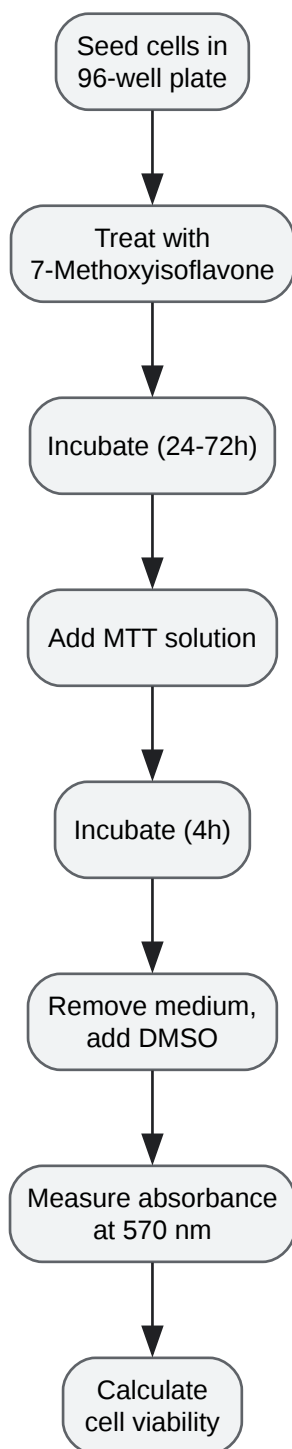 Seed cells in
96-well plate
Treat with
7-Methoxyisoflavone
Incubate (24-72h)
Add MTT solution
Incubate (4h)
Remove medium,
add DMSO
Measure absorbance
at 570 nm
Calculate
cell viability